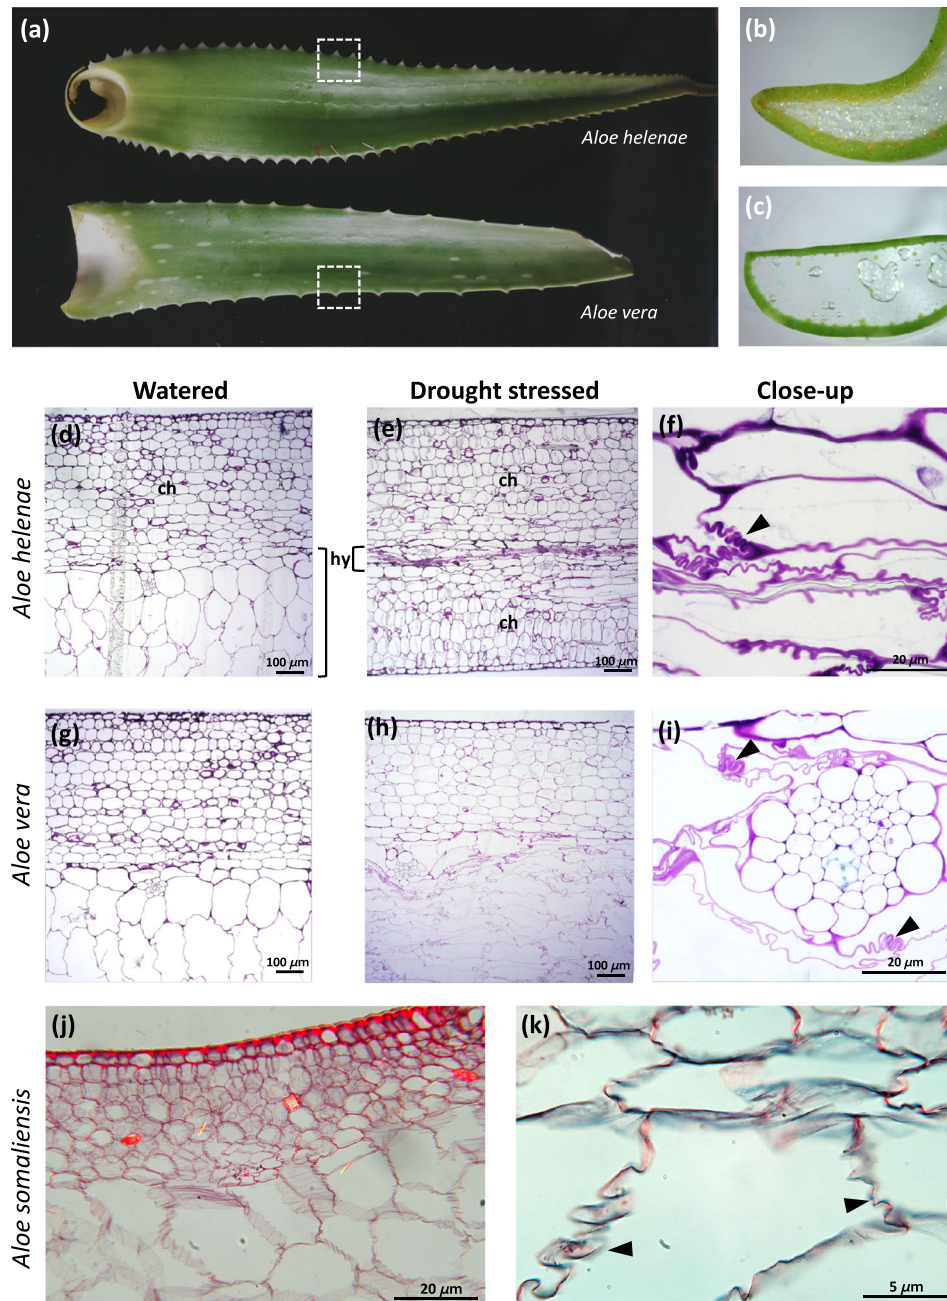 (a)
(b)
Aloe helenae
(c)
Aloe vera
Watered
Drought stressed
Close-up
Aloe helenae
(d)
ch
100 µm
hy
(e)
ch
ch
100 µm
(f)
20 µm
Aloe vera
(g)
100 µm
(h)
100 µm
(i)
20 µm
Aloe somaliensis
(j)
20 µm
(k)
5 µm